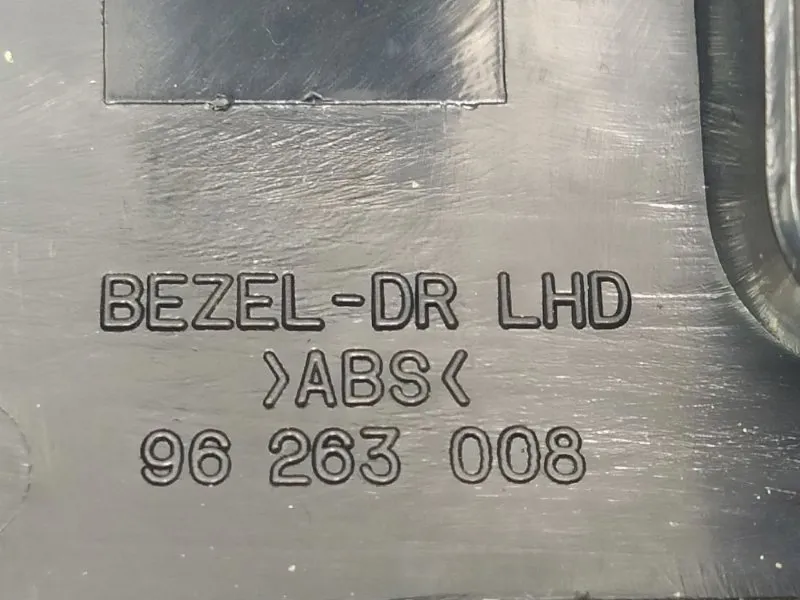 BEZEL-DR LHD
>ABS<
96 263 008